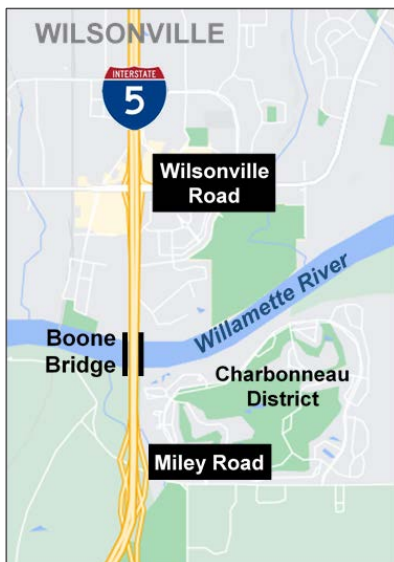 WILSONVILLE
INTERSTATE
5
Wilsonville
Road
Willamette River
Boone
Bridge
Charbonneau
District
Miley Road